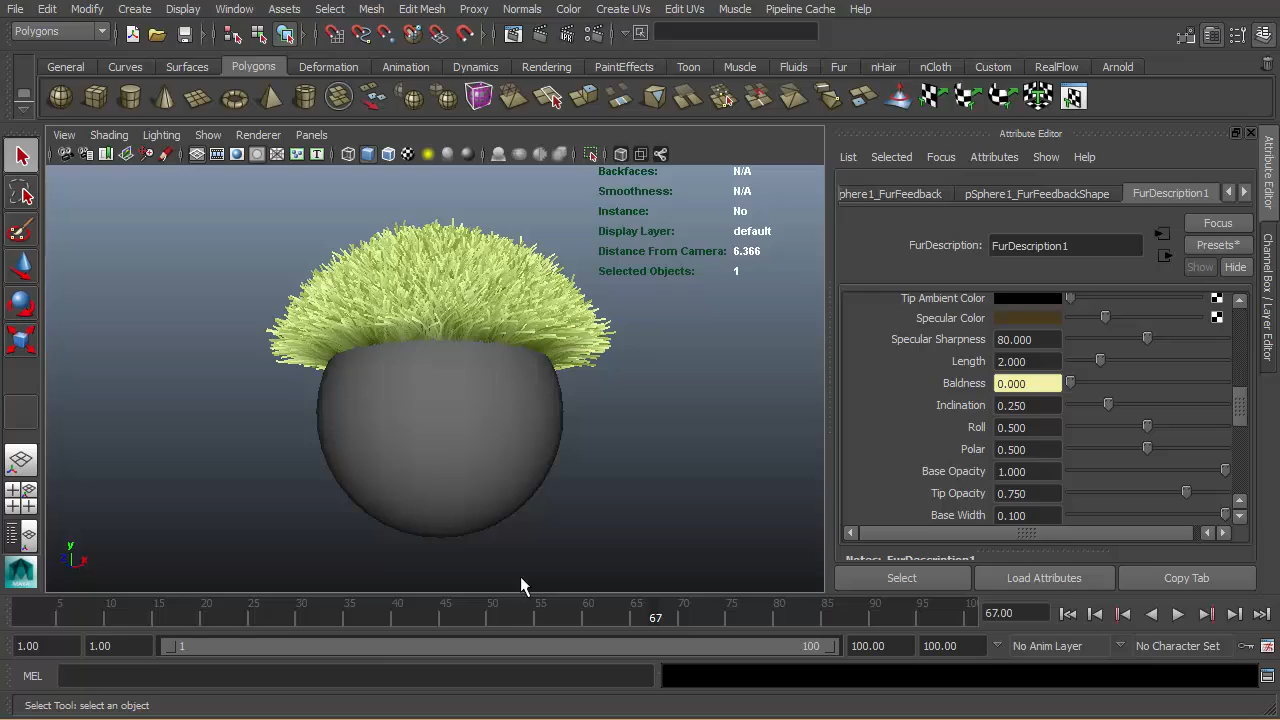 File Edit Modify Create Display Window Assets Select Mesh Edit Mesh Proxy Normals Color Create UVs Edit UVs Muscle Pipeline Cache Help
Polygons
General Curves Surfaces Polygons Deformation Animation Dynamics Rendering PaintEffects Toon Muscle Fluids Fur nHair nCloth Custom RealFlow Arnold
View Shading Lighting Show Renderer Panels
Attribute Editor
List Selected Focus Attributes Show Help
Backfaces: N/A
Smoothness: N/A
Instance: No
Display Layer: default
Distance From Camera: 6.366
Selected Objects: 1
phere1_FurFeedback pSphere1_FurFeedbackShape FurDescription1
Focus
FurDescription: FurDescription1
Presets*
Show Hide
Tip Ambient Color
Specular Color
Specular Sharpness 80.000
Length 2.000
Baldness 0.000
Inclination 0.250
Roll 0.500
Polar 0.500
Base Opacity 1.000
Tip Opacity 0.750
Base Width 0.100
Notes: FurDescription1
Select Load Attributes Copy Tab
Attribute Editor
Channel Box / Layer Editor
y
z x
5 10 15 20 25 30 35 40 45 50 55 60 65 70 75 80 85 90 95 10
67
67.00
1.00 1.00 1 100 100.00 100.00 No Anim Layer No Character Set
MEL
Select Tool: select an object